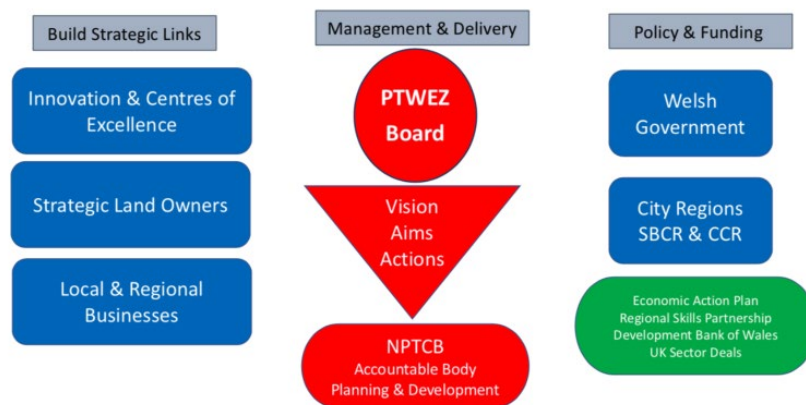 Build Strategic Links
Innovation & Centres of
Excellence
Strategic Land Owners
Local & Regional
Businesses
Management & Delivery
PTWEZ
Board
Vision
Aims
Actions
NPTCB
Accountable Body
Planning & Development
Policy & Funding
Welsh
Government
City Regions
SBCR & CCR
Economic Action Plan
Regional Skills Partnership
Development Bank of Wales
UK Sector Deals